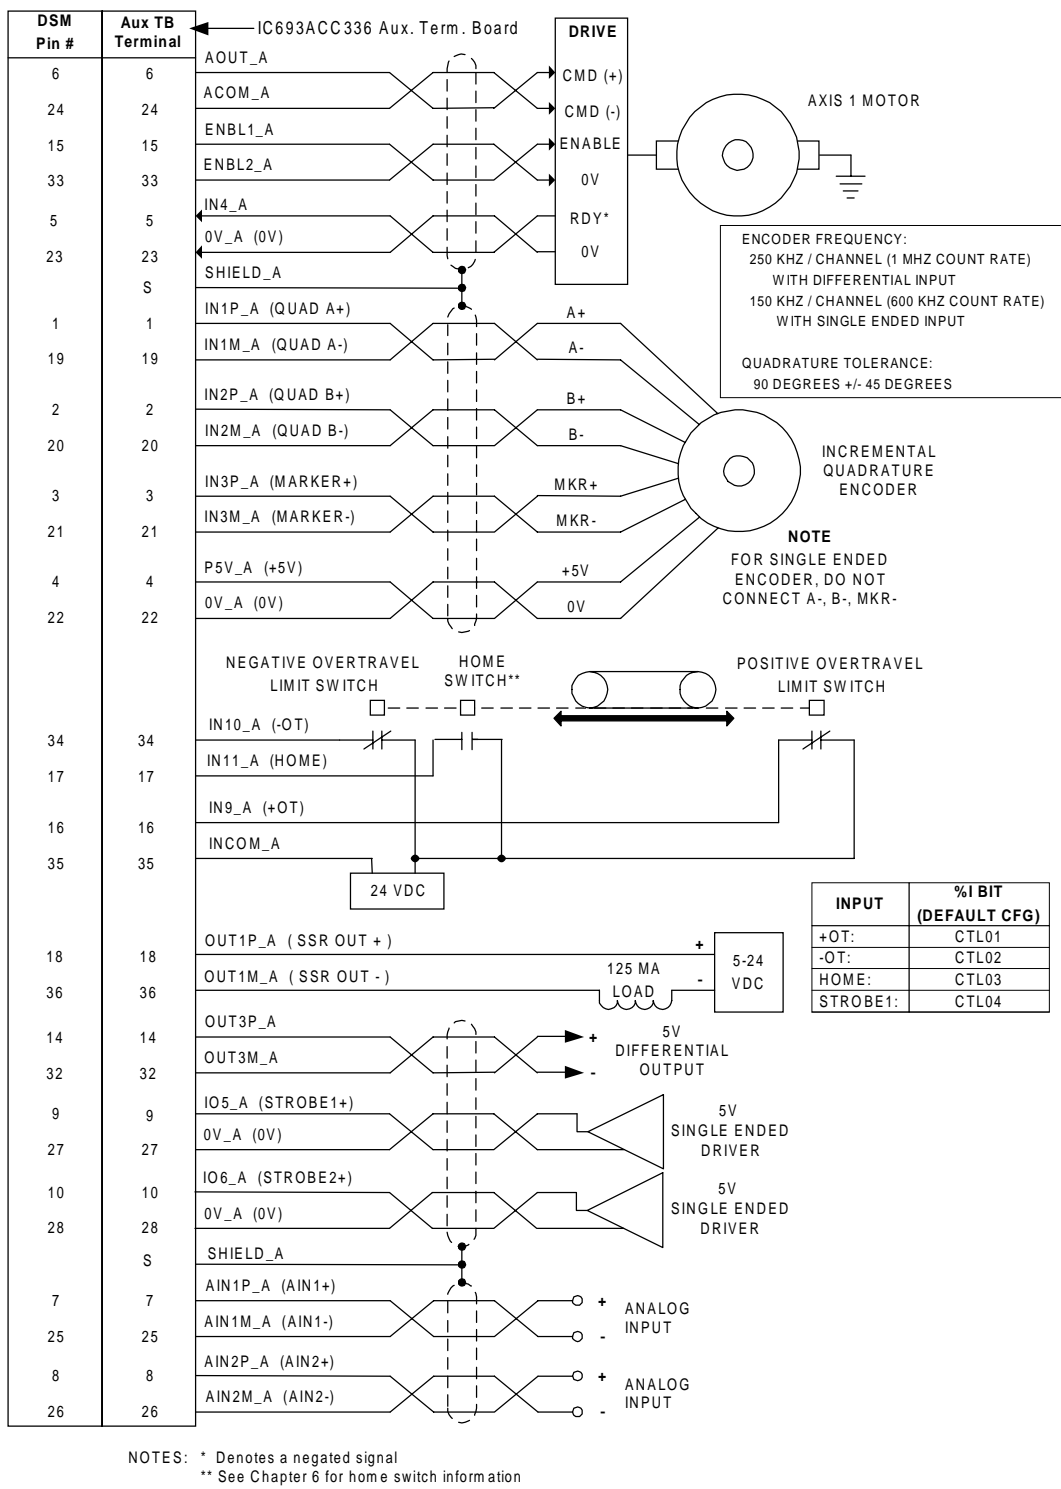 DSM Pin #
Aux TB Terminal
IC693ACC336 Aux. Term. Board
DRIVE
6 6 AOUT_A CMD (+)
24 24 ACOM_A CMD (-)
15 15 ENBL1_A ENABLE
33 33 ENBL2_A 0V
5 5 IN4_A RDY*
23 23 0V_A (0V) 0V
S SHIELD_A
AXIS 1 MOTOR
ENCODER FREQUENCY:
250 KHZ / CHANNEL (1 MHZ COUNT RATE)
WITH DIFFERENTIAL INPUT
150 KHZ / CHANNEL (600 KHZ COUNT RATE)
WITH SINGLE ENDED INPUT
QUADRATURE TOLERANCE:
90 DEGREES +/- 45 DEGREES
1 1 IN1P_A (QUAD A+) A+
19 19 IN1M_A (QUAD A-) A-
2 2 IN2P_A (QUAD B+) B+
20 20 IN2M_A (QUAD B-) B-
3 3 IN3P_A (MARKER+) MKR+
21 21 IN3M_A (MARKER-) MKR-
4 4 P5V_A (+5V) +5V
22 22 0V_A (0V) 0V
INCREMENTAL
QUADRATURE
ENCODER
NOTE
FOR SINGLE ENDED
ENCODER, DO NOT
CONNECT A-, B-, MKR-
NEGATIVE OVERTRAVEL
LIMIT SWITCH
HOME
SWITCH**
POSITIVE OVERTRAVEL
LIMIT SWITCH
34 34 IN10_A (-OT)
17 17 IN11_A (HOME)
16 16 IN9_A (+OT)
35 35 INCOM_A
24 VDC
INPUT %I BIT (DEFAULT CFG)
+OT: CTL01
-OT: CTL02
HOME: CTL03
STROBE1: CTL04
18 18 OUT1P_A ( SSR OUT + ) +
36 36 OUT1M_A ( SSR OUT - ) -
125 MA
LOAD
5-24
VDC
14 14 OUT3P_A +
32 32 OUT3M_A -
5V
DIFFERENTIAL
OUTPUT
9 9 IO5_A (STROBE1+)
27 27 0V_A (0V)
5V
SINGLE ENDED
DRIVER
10 10 IO6_A (STROBE2+)
28 28 0V_A (0V)
5V
SINGLE ENDED
DRIVER
S SHIELD_A
7 7 AIN1P_A (AIN1+) +
25 25 AIN1M_A (AIN1-) -
ANALOG
INPUT
8 8 AIN2P_A (AIN2+) +
26 26 AIN2M_A (AIN2-) -
ANALOG
INPUT
NOTES: * Denotes a negated signal
** See Chapter 6 for home switch information